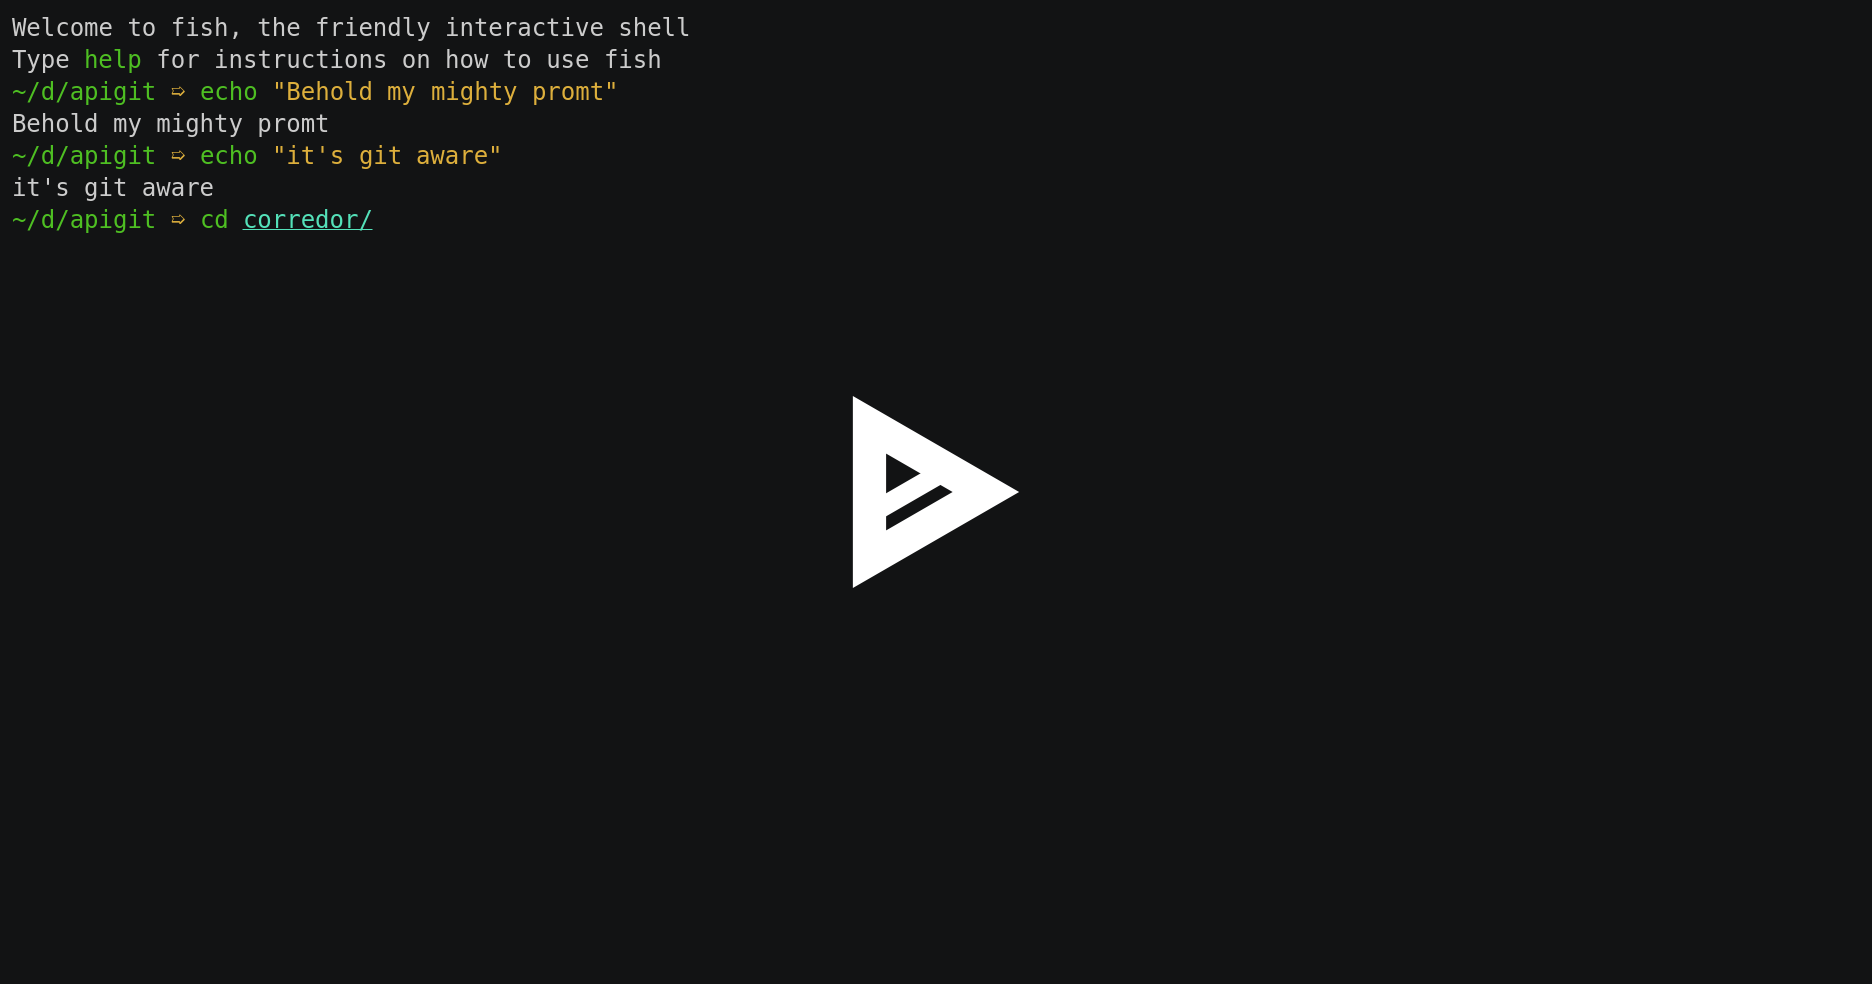 Welcome to fish, the friendly interactive shell
Type help for instructions on how to use fish
~/d/apigit ➯ echo "Behold my mighty promt"
Behold my mighty promt
~/d/apigit ➯ echo "it's git aware"
it's git aware
~/d/apigit ➯ cd corredor/